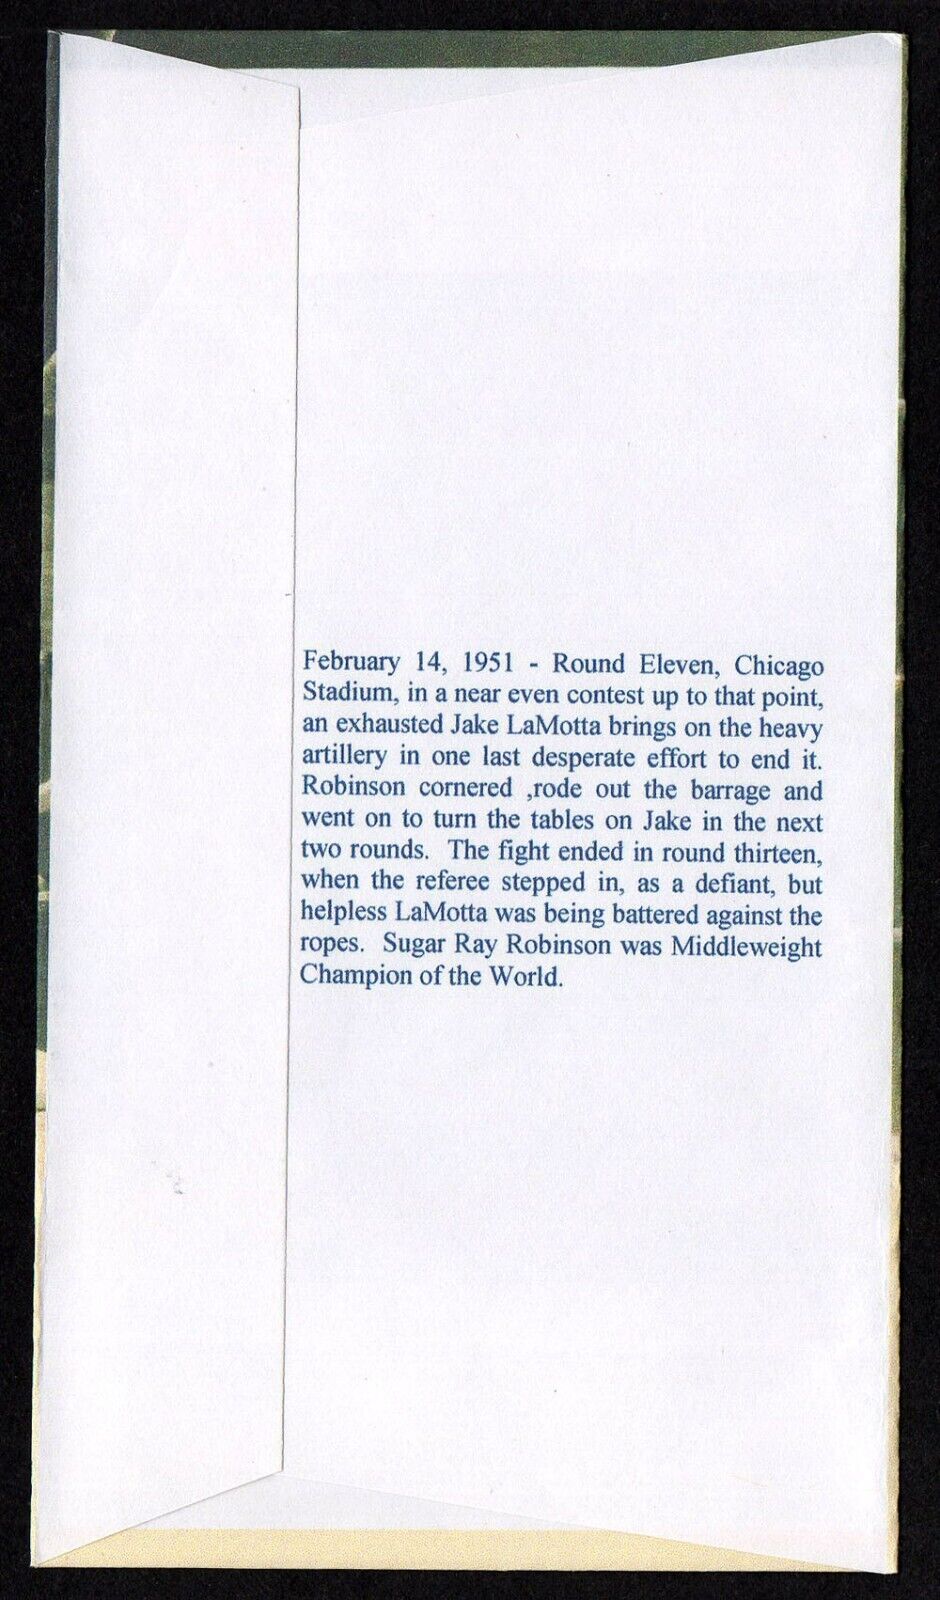 February 14, 1951 - Round Eleven, Chicago
Stadium, in a near even contest up to that point,
an exhausted Jake LaMotta brings on the heavy
artillery in one last desperate effort to end it.
Robinson cornered ,rode out the barrage and
went on to turn the tables on Jake in the next
two rounds.  The fight ended in round thirteen,
when the referee stepped in, as a defiant, but
helpless LaMotta was being battered against the
ropes.  Sugar Ray Robinson was Middleweight
Champion of the World.